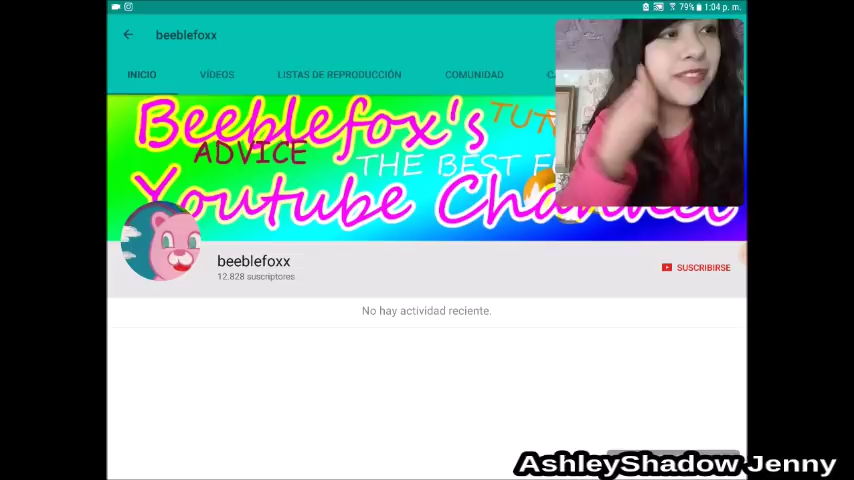 79% 1:04 p. m.
beeblefoxx
INICIO VÍDEOS LISTAS DE REPRODUCCIÓN COMUNIDAD
Beeblefox's
ADVICE
THE BEST
Youtube Channel
beeblefoxx
12.828 suscriptores
SUSCRIBIRSE
No hay actividad reciente.
AshleyShadow Jenny